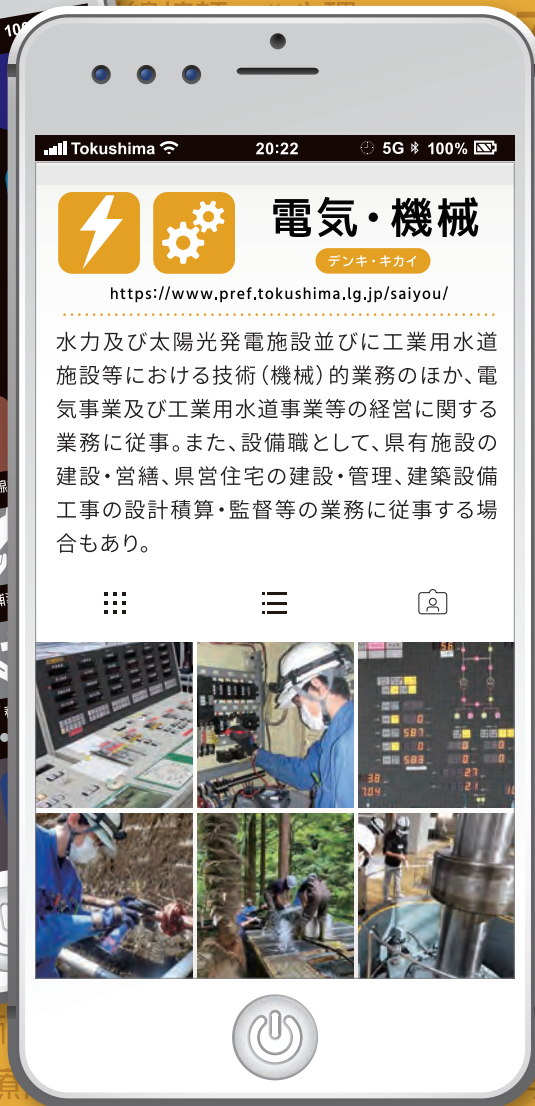 Tokushima 20:22 5G 100%
電気・機械
デンキ・キカイ
https://www.pref.tokushima.lg.jp/saiyou/
水力及び太陽光発電施設並びに工業用水道
施設等における技術(機械)的業務のほか、電
気事業及び工業用水道事業等の経営に関する
業務に従事。また、設備職として、県有施設の
建設・営繕、県営住宅の建設・管理、建築設備
工事の設計積算・監督等の業務に従事する場
合もあり。